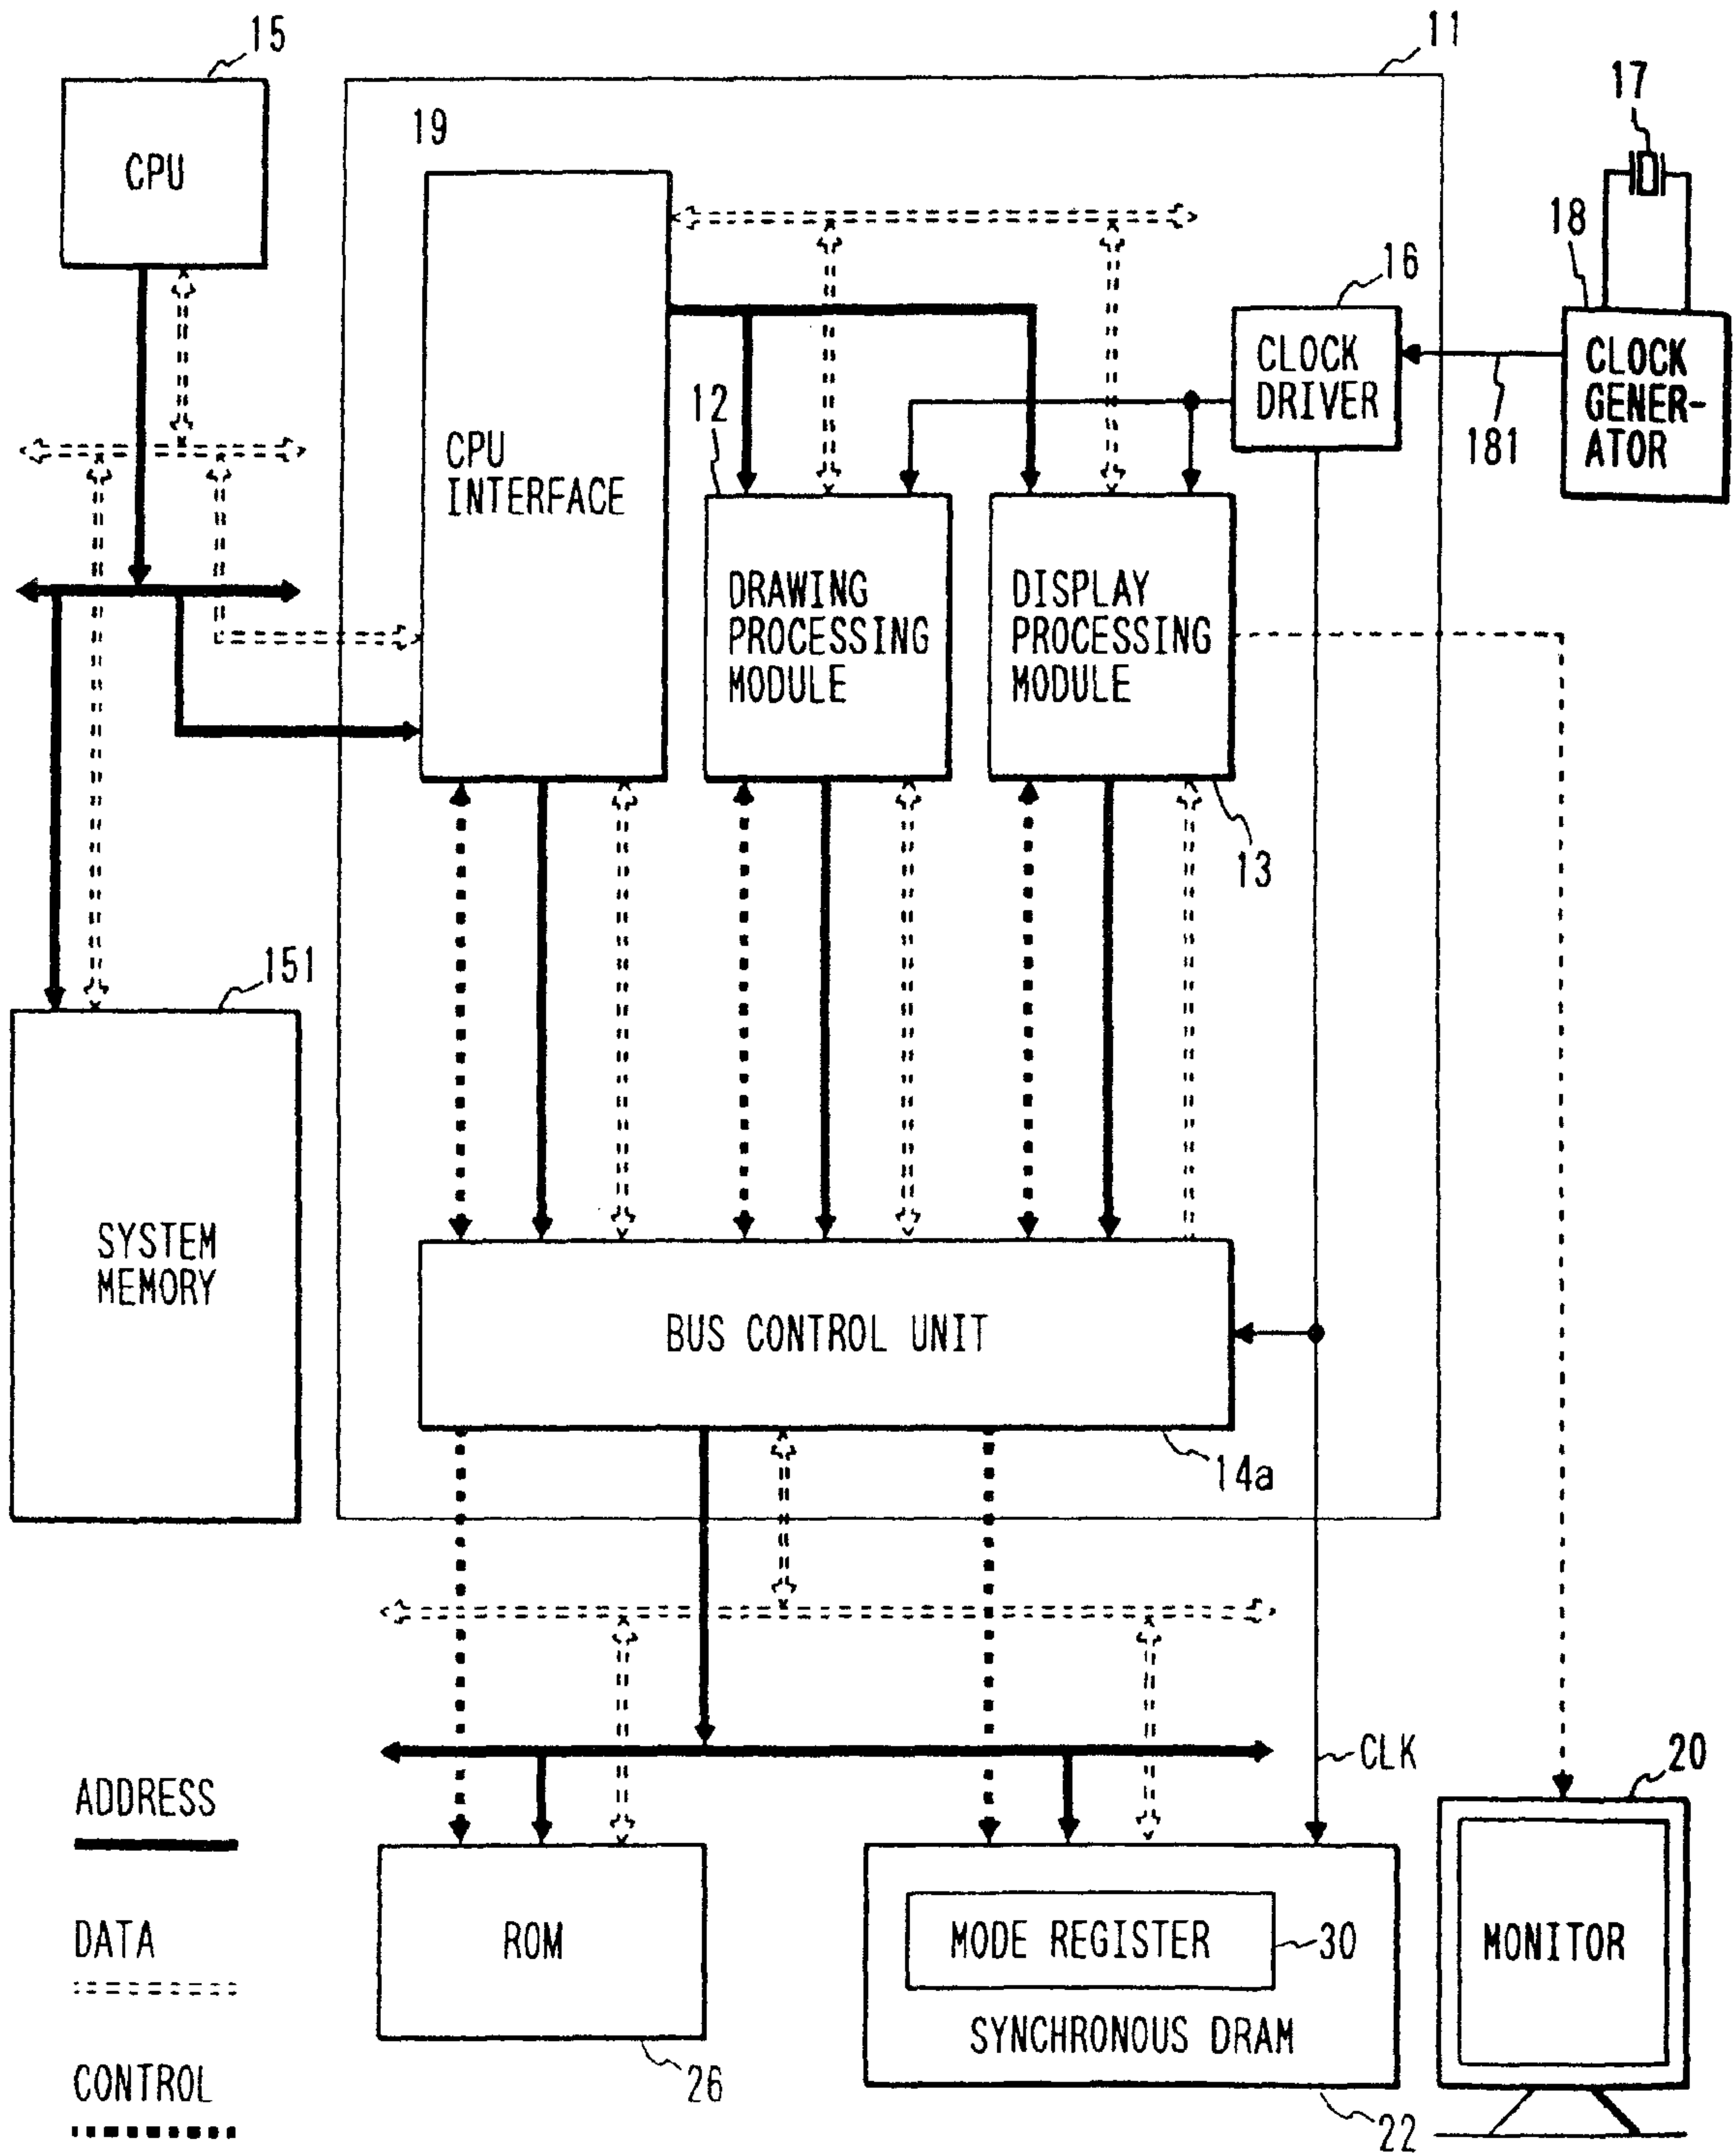 15
11
17
CPU
19
18
16
CLOCK
DRIVER
CLOCK
GENER-
ATOR
181
12
CPU
INTERFACE
DRAWING
PROCESSING
MODULE
DISPLAY
PROCESSING
MODULE
13
151
SYSTEM
MEMORY
BUS CONTROL UNIT
14a
CLK
20
ADDRESS
DATA
CONTROL
ROM
26
MODE REGISTER
30
SYNCHRONOUS DRAM
22
MONITOR